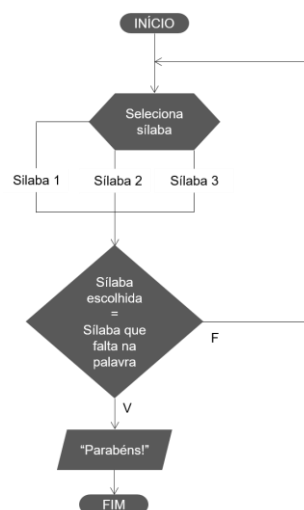 INÍCIO
Seleciona
sílaba
Sílaba 1
Sílaba 2
Sílaba 3
Sílaba
escolhida
=
Sílaba que
falta na
palavra
F
V
“Parabéns!”
FIM